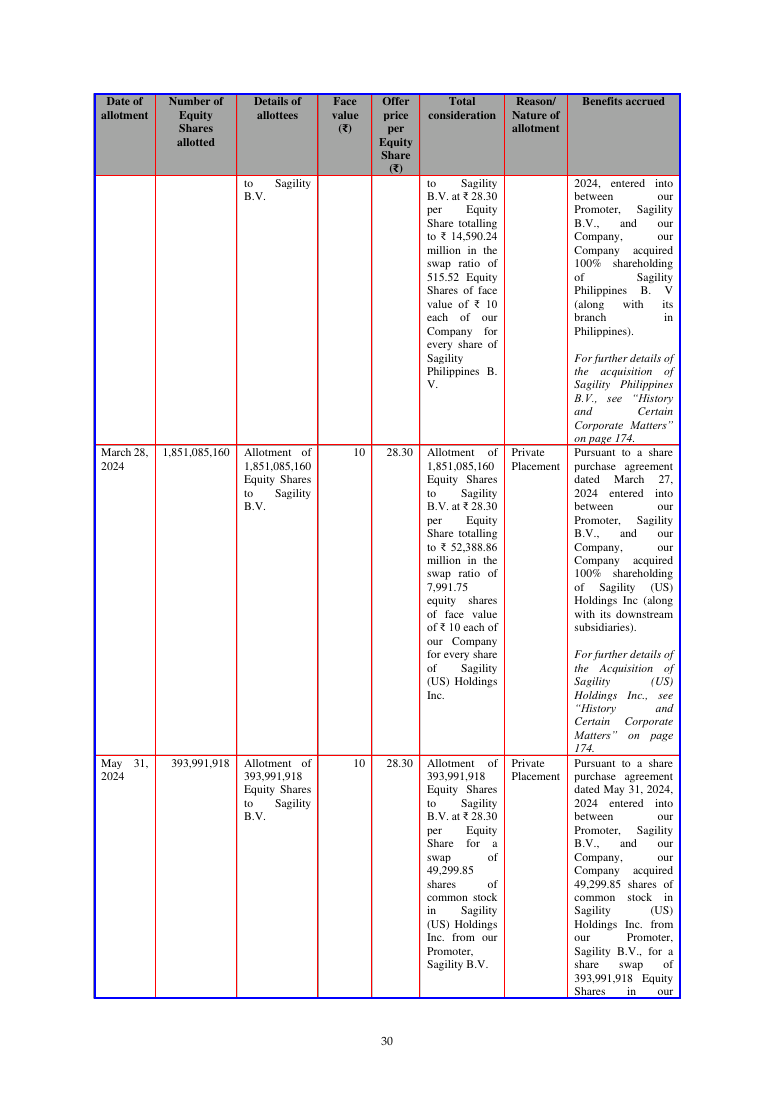 Date of allotment
Number of Equity Shares allotted
Details of allottees
Face value (₹)
Offer price per Equity Share (₹)
Total consideration
Reason/ Nature of allotment
Benefits accrued
to Sagility
B.V.
to Sagility
B.V. at ₹ 28.30
per Equity
Share totalling
to ₹ 14,590.24
million in the
swap ratio of
515.52 Equity
Shares of face
value of ₹ 10
each of our
Company for
every share of
Sagility
Philippines B.
V.
2024, entered into
between our
Promoter, Sagility
B.V., and our
Company, our
Company acquired
100% shareholding
of Sagility
Philippines B. V
(along with its
branch in
Philippines).
For further details of
the acquisition of
Sagility Philippines
B.V., see “History
and Certain
Corporate Matters”
on page 174.
March 28,
2024
1,851,085,160
Allotment of
1,851,085,160
Equity Shares
to Sagility
B.V.
10
28.30
Allotment of
1,851,085,160
Equity Shares
to Sagility
B.V. at ₹ 28.30
per Equity
Share totalling
to ₹ 52,388.86
million in the
swap ratio of
7,991.75
equity shares
of face value
of ₹ 10 each of
our Company
for every share
of Sagility
(US) Holdings
Inc.
Private
Placement
Pursuant to a share
purchase agreement
dated March 27,
2024 entered into
between our
Promoter, Sagility
B.V., and our
Company, our
Company acquired
100% shareholding
of Sagility (US)
Holdings Inc (along
with its downstream
subsidiaries).
For further details of
the Acquisition of
Sagility (US)
Holdings Inc., see
“History and
Certain Corporate
Matters” on page
174.
May 31,
2024
393,991,918
Allotment of
393,991,918
Equity Shares
to Sagility
B.V.
10
28.30
Allotment of
393,991,918
Equity Shares
to Sagility
B.V. at ₹ 28.30
per Equity
Share for a
swap of
49,299.85
shares of
common stock
in Sagility
(US) Holdings
Inc. from our
Promoter,
Sagility B.V.
Private
Placement
Pursuant to a share
purchase agreement
dated May 31, 2024,
2024 entered into
between our
Promoter, Sagility
B.V., and our
Company, our
Company acquired
49,299.85 shares of
common stock in
Sagility (US)
Holdings Inc. from
our Promoter,
Sagility B.V., for a
share swap of
393,991,918 Equity
Shares in our
30